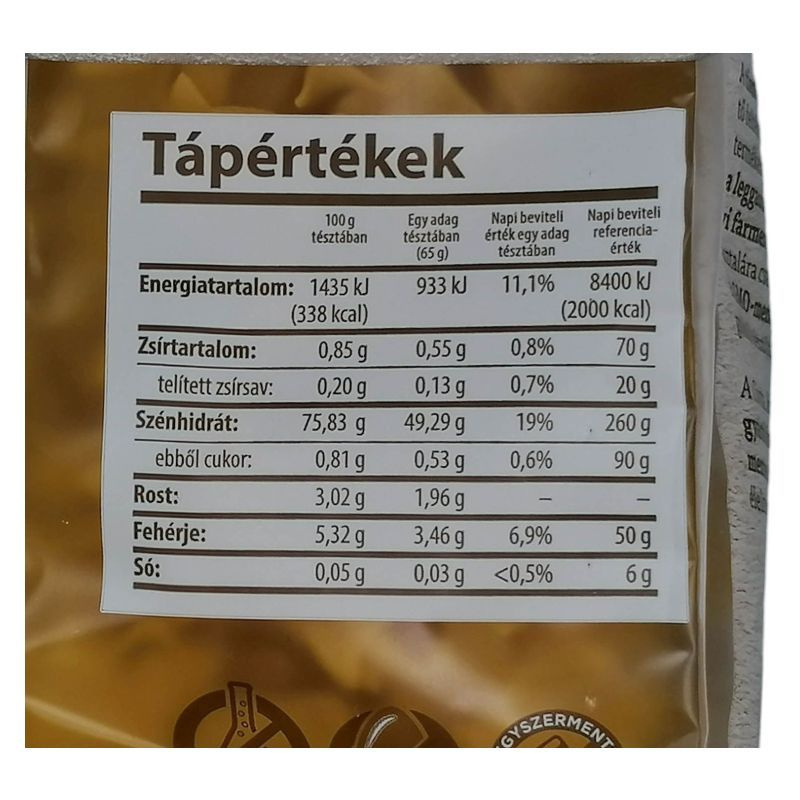 Tápértékek
100 g tésztában
Egy adag tésztában (65 g)
Napi beviteli érték egy adag tésztában
Napi beviteli referencia-érték
Energiatartalom: 1435 kJ 933 kJ 11,1% 8400 kJ
(338 kcal) (2000 kcal)
Zsírtartalom: 0,85 g 0,55 g 0,8% 70 g
telített zsírsav: 0,20 g 0,13 g 0,7% 20 g
Szénhidrát: 75,83 g 49,29 g 19% 260 g
ebből cukor: 0,81 g 0,53 g 0,6% 90 g
Rost: 3,02 g 1,96 g – –
Fehérje: 5,32 g 3,46 g 6,9% 50 g
Só: 0,05 g 0,03 g <0,5% 6 g